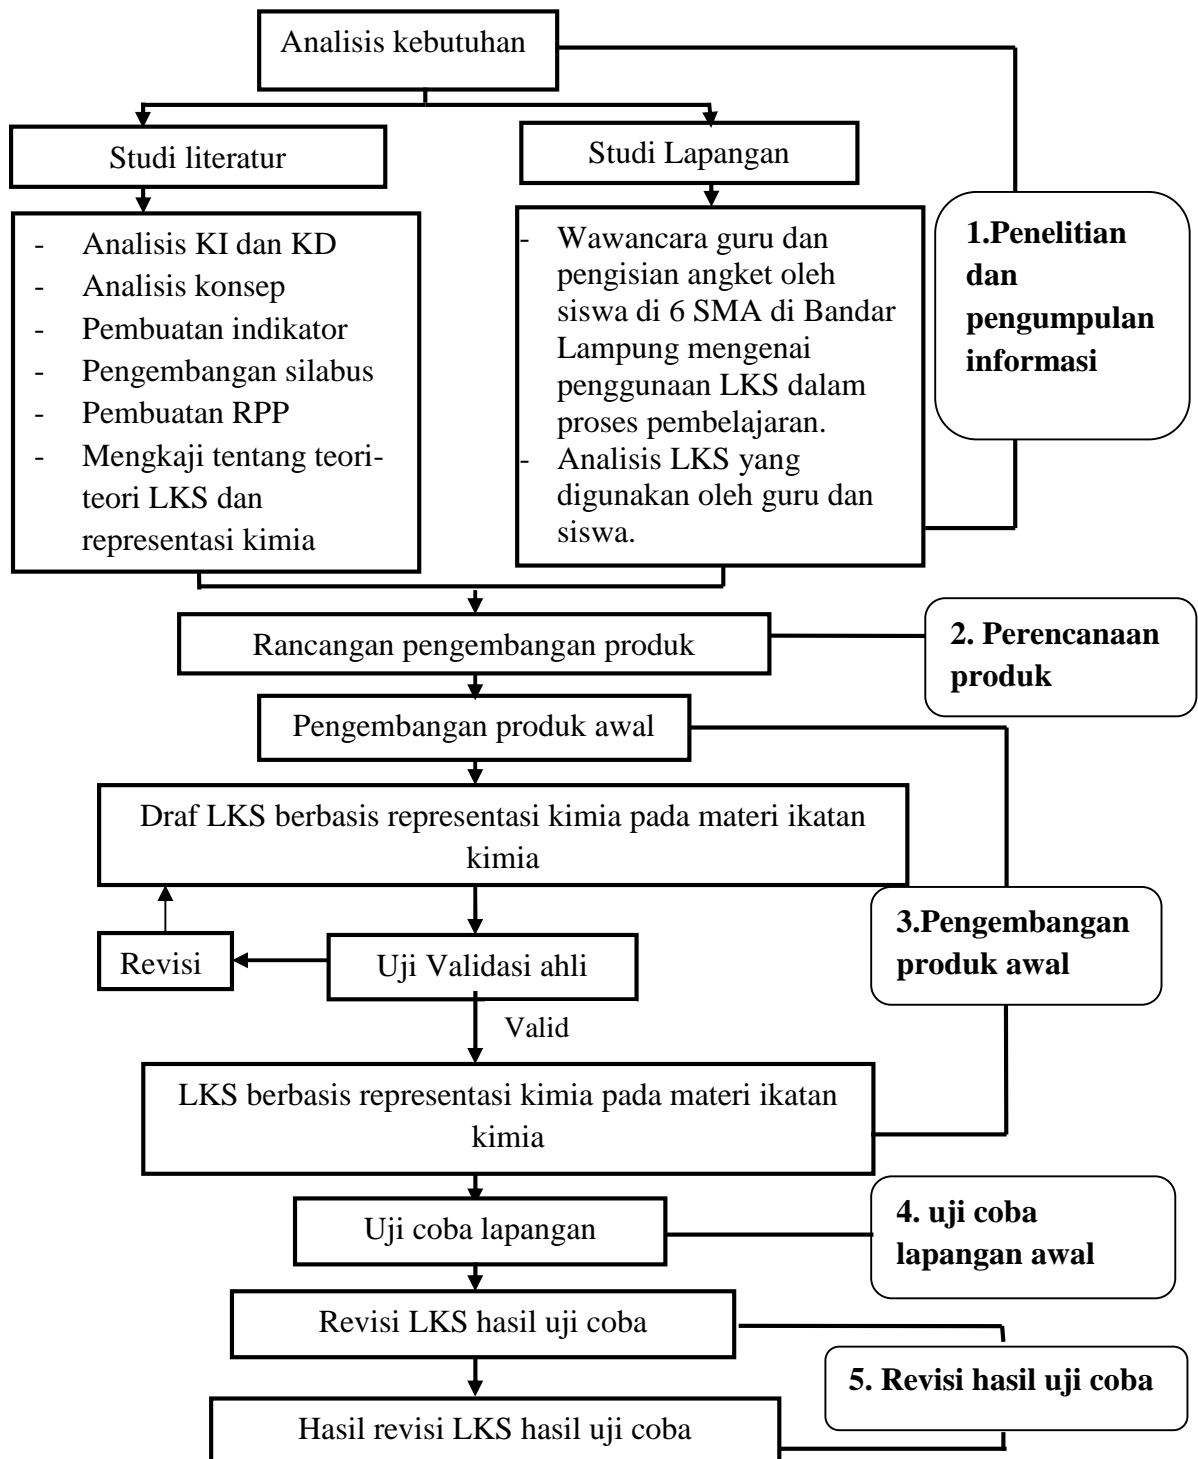 Analisis kebutuhan
Studi literatur
Studi Lapangan
- Analisis KI dan KD
- Analisis konsep
- Pembuatan indikator
- Pengembangan silabus
- Pembuatan RPP
- Mengkaji tentang teori-
teori LKS dan
representasi kimia
- Wawancara guru dan
pengisian angket oleh
siswa di 6 SMA di Bandar
Lampung mengenai
penggunaan LKS dalam
proses pembelajaran.
- Analisis LKS yang
digunakan oleh guru dan
siswa.
1.Penelitian
dan
pengumpulan
informasi
Rancangan pengembangan produk
2. Perencanaan
produk
Pengembangan produk awal
Draf LKS berbasis representasi kimia pada materi ikatan
kimia
3.Pengembangan
produk awal
Revisi
Uji Validasi ahli
Valid
LKS berbasis representasi kimia pada materi ikatan
kimia
Uji coba lapangan
4. uji coba
lapangan awal
Revisi LKS hasil uji coba
5. Revisi hasil uji coba
Hasil revisi LKS hasil uji coba